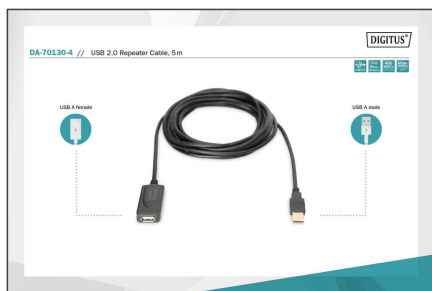 DIGITUS®
DA-70130-4 // USB 2.0 Repeater Cable, 5 m
USB A female
USB A male